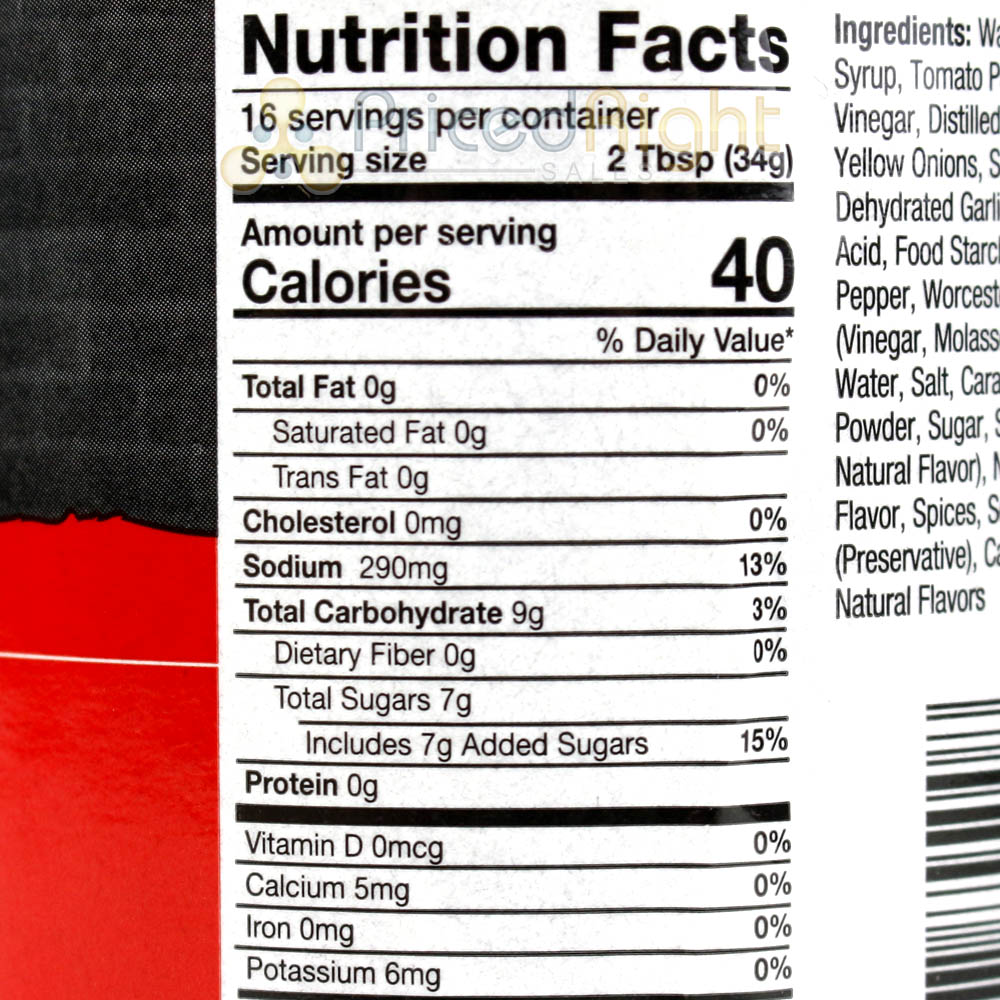 Nutrition Facts
16 servings per container
Serving size 2 Tbsp (34g)
Amount per serving
Calories 40
% Daily Value*
Total Fat 0g 0%
Saturated Fat 0g 0%
Trans Fat 0g
Cholesterol 0mg 0%
Sodium 290mg 13%
Total Carbohydrate 9g 3%
Dietary Fiber 0g 0%
Total Sugars 7g
Includes 7g Added Sugars 15%
Protein 0g
Vitamin D 0mcg 0%
Calcium 5mg 0%
Iron 0mg 0%
Potassium 6mg 0%
PricedRight
SALES
Ingredients:
Syrup, Tomato
Vinegar, Distilled
Yellow Onions,
Dehydrated
Acid, Food
Pepper,
(Vinegar,
Water, Salt,
Powder, Sugar,
Natural Flavor),
Flavor, Spices,
(Preservative),
Natural Flavors